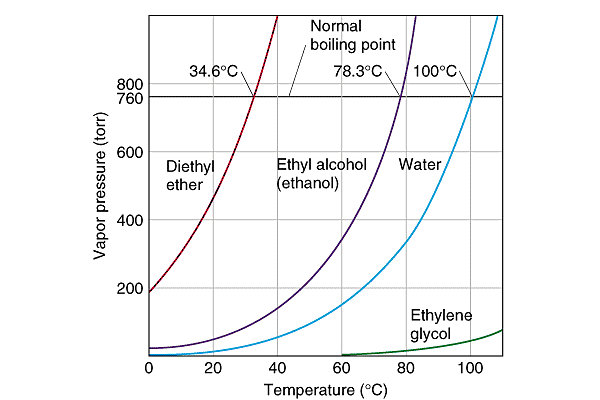 Normal
boiling point
34.6°C
78.3°C
100°C
800
760
600
400
200
Vapor pressure (torr)
Diethyl
ether
Ethyl alcohol
(ethanol)
Water
Ethylene
glycol
0
20
40
60
80
100
Temperature (°C)